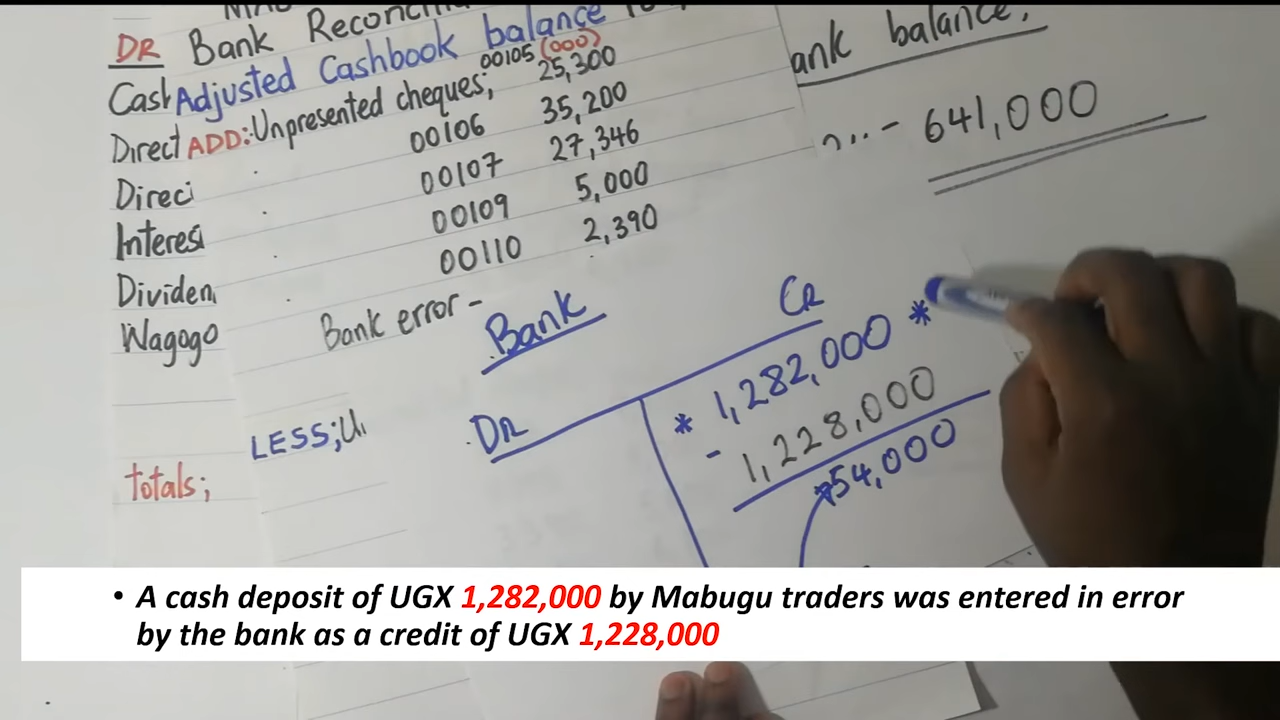 DR Bank
Cash Adjusted Cashbook balance
Direct ADD:Unpresented cheques; 00105 (000) 25,300
00106 35,200
Direc 00107 27,346
Interes 00109 5,000
00110 2,390
Dividen
Wagogo
Bank error -
LESS;U
totals;
ank balance.
- 641,000
Bank
DR CR
* 1,282,000 *
- 1,228,000
54,000
• A cash deposit of UGX 1,282,000 by Mabugu traders was entered in error
by the bank as a credit of UGX 1,228,000